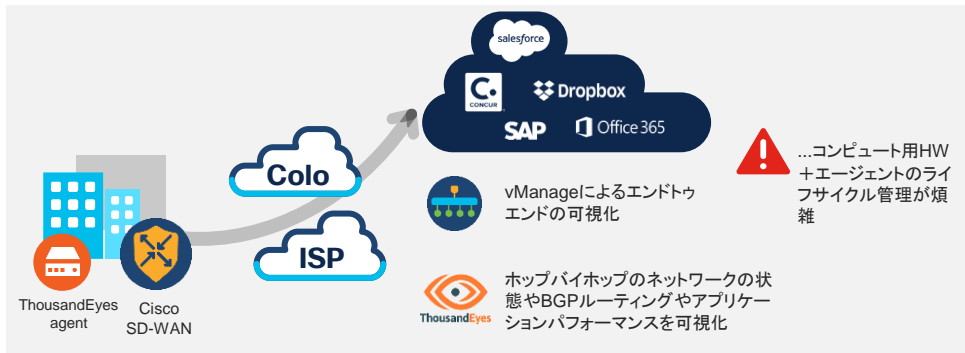 salesforce
C.
CONCUR
Dropbox
SAP
Office 365
Colo
ISP
ThousandEyes
agent
Cisco
SD-WAN
vManageによるエンドトゥ
エンドの可視化
ThousandEyes
ホップバイホップのネットワークの状
態やBGPルーティングやアプリケー
ションパフォーマンスを可視化
...コンピュート用HW
+エージェントのライ
フサイクル管理が煩
雑